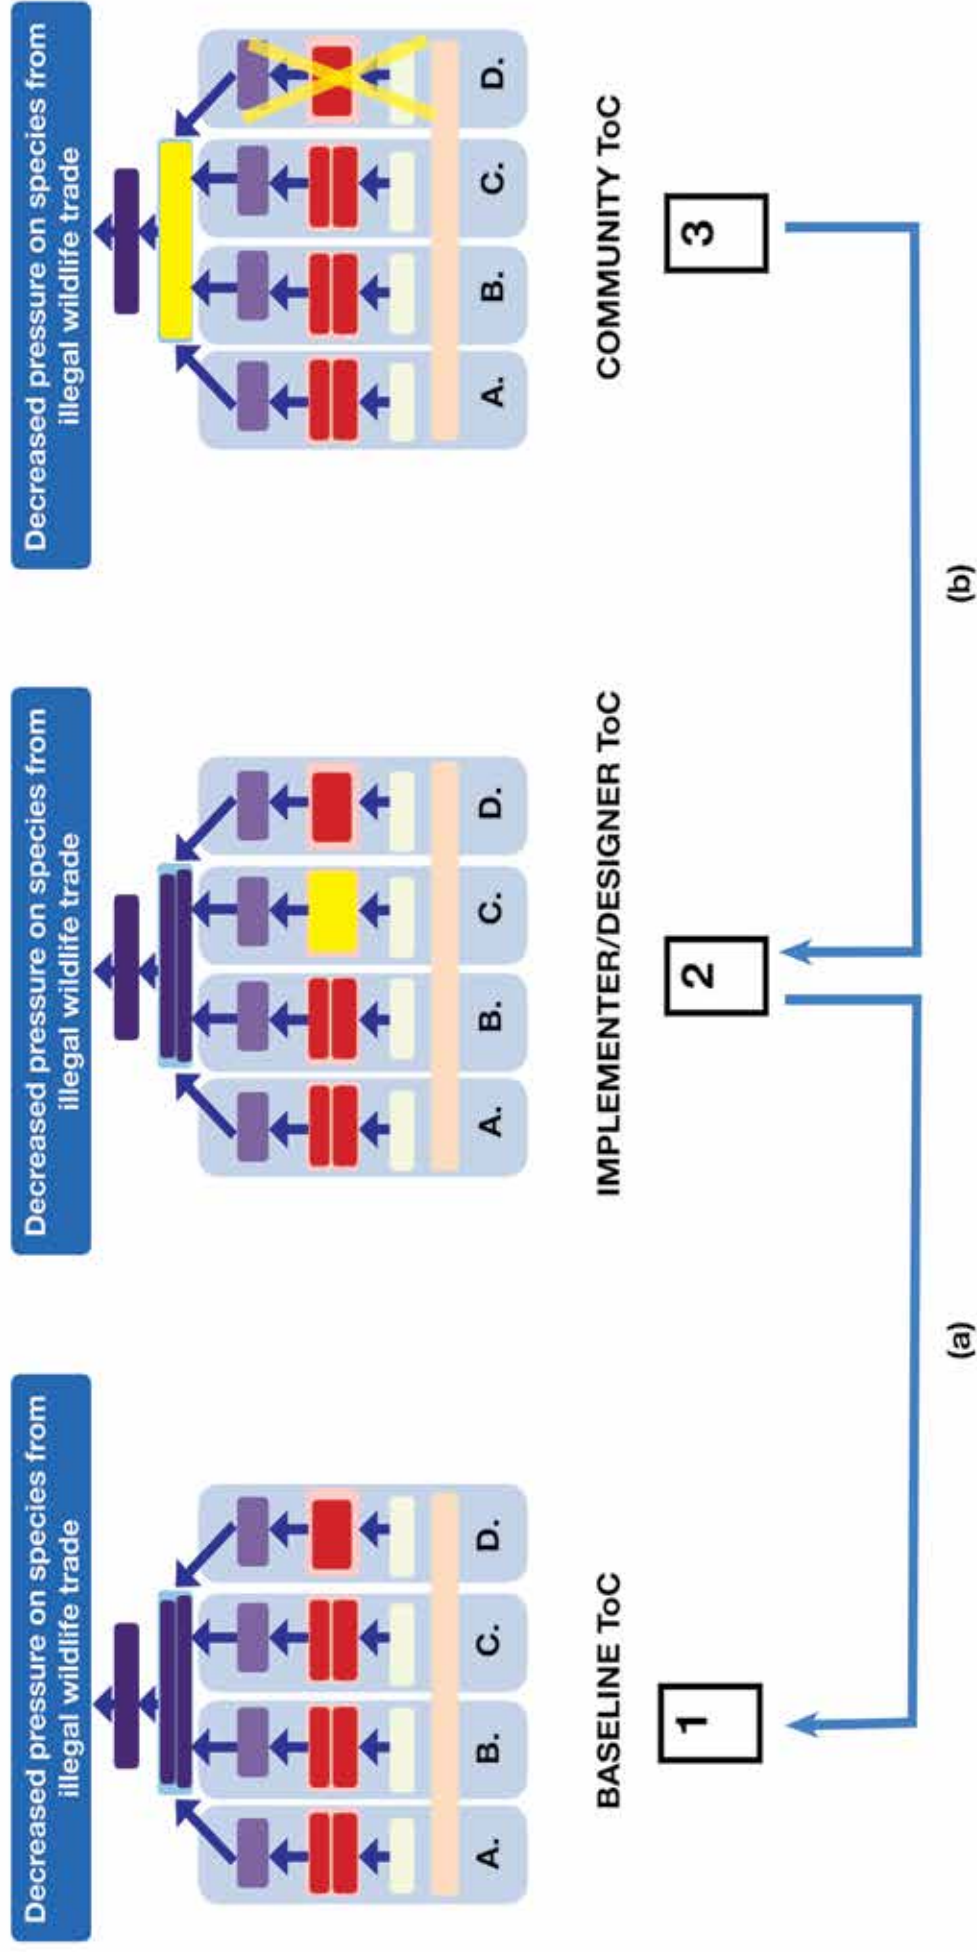 Decreased pressure on species from
illegal wildlife trade
A. B. C. D.
BASELINE ToC
1
Decreased pressure on species from
illegal wildlife trade
A. B. C. D.
IMPLEMENTER/DESIGNER ToC
2
Decreased pressure on species from
illegal wildlife trade
A. B. C. D.
COMMUNITY ToC
3
(a)
(b)